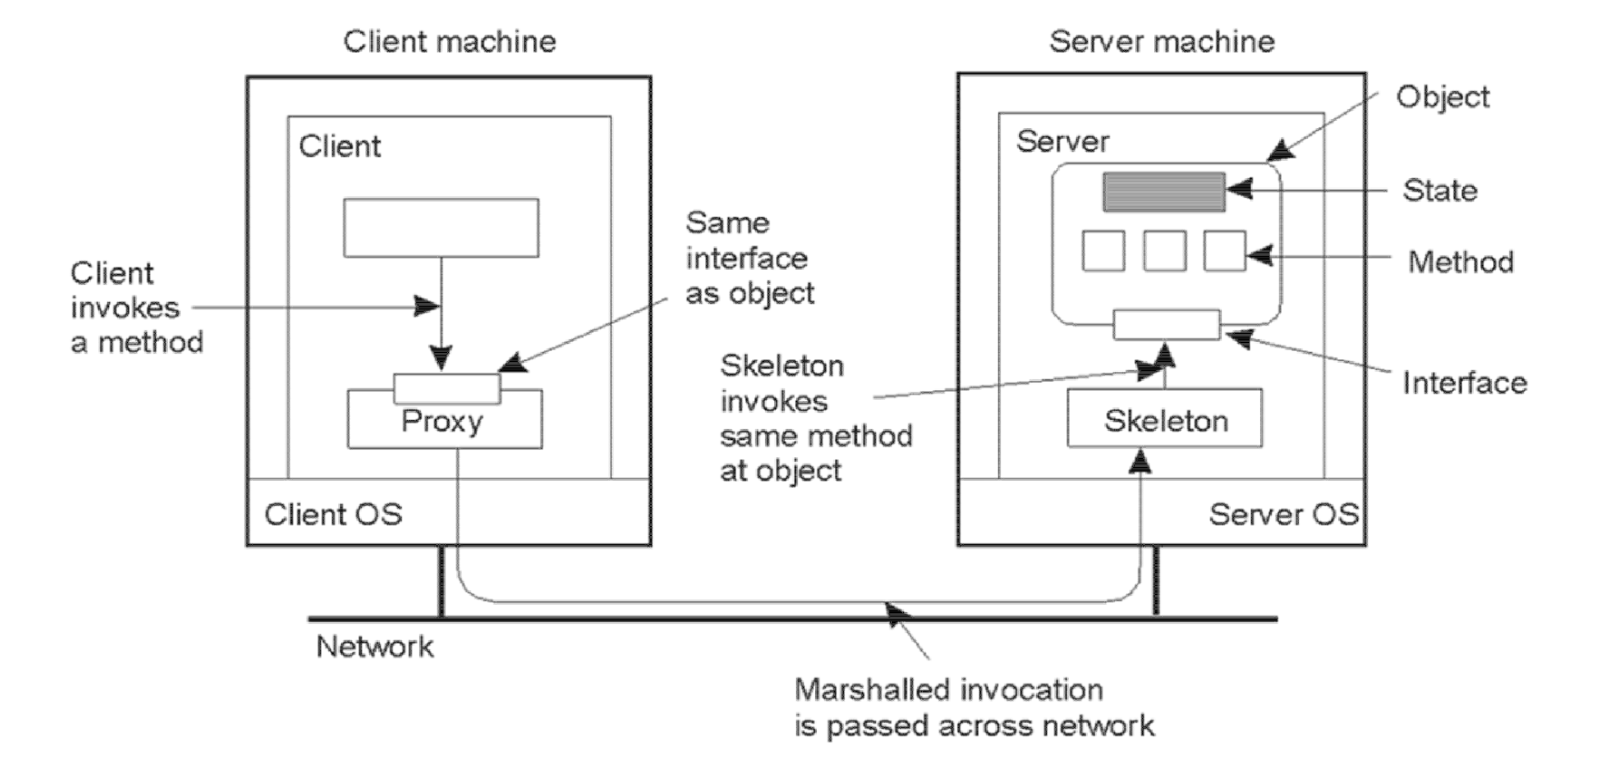 Client machine
Server machine
Object
Client
Server
State
Same
interface
as object
Method
Client
invokes
a method
Skeleton
invokes
same method
at object
Interface
Proxy
Skeleton
Client OS
Server OS
Network
Marshalled invocation
is passed across network